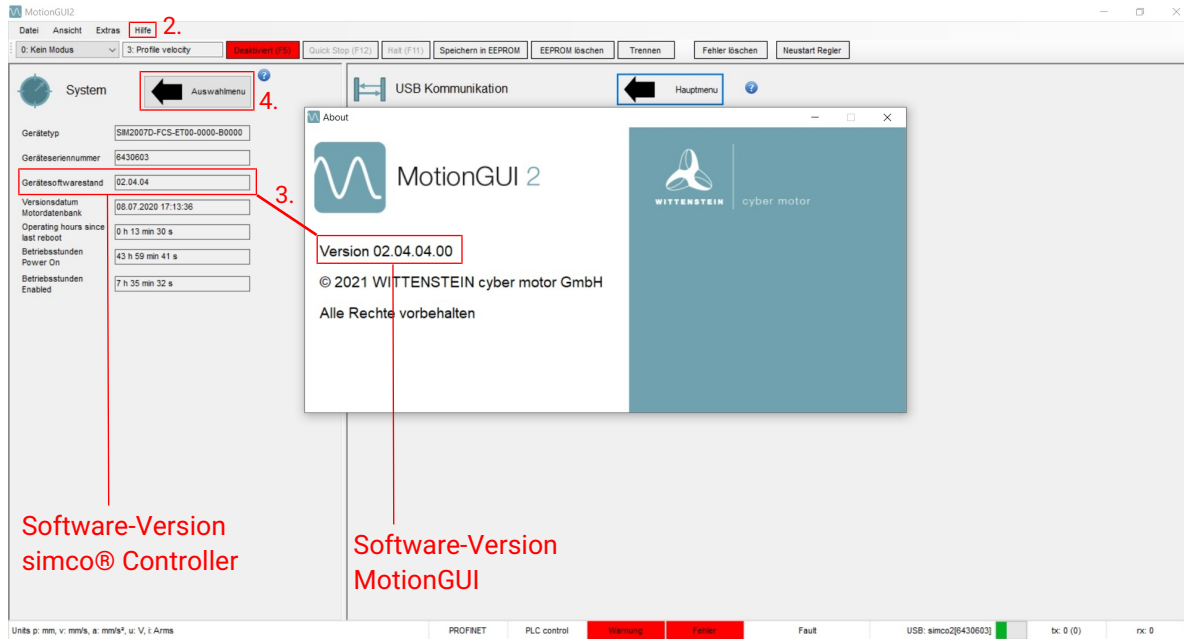 MotionGUI2
Datei Ansicht Extras Hilfe 2.
0: Kein Modus 3: Profile velocity Deaktiviert (F5) Quick Stop (F12) Halt (F11) Speichern in EEPROM EEPROM löschen Trennen Fehler löschen Neustart Regler
System Auswahlmenu 4.
USB Kommunikation Hauptmenu
Gerätetyp SIM2007D-FCS-ET00-0000-B0000
Geräteseriennummer 6430603
Gerätesoftwarestand 02.04.04
3.
Versionsdatum
Motordatenbank 08.07.2020 17:13:36
Operating hours since
last reboot 0 h 13 min 30 s
Betriebsstunden
Power On 43 h 59 min 41 s
Betriebsstunden
Enabled 7 h 35 min 32 s
About
MotionGUI 2
WITTENSTEIN cyber motor
Version 02.04.04.00
© 2021 WITTENSTEIN cyber motor GmbH
Alle Rechte vorbehalten
Software-Version
simco® Controller
Software-Version
MotionGUI
Units p: mm, v: mm/s, a: mm/s², u: V, i: Arms PROFINET PLC control Warnung Fehler Fault USB: simco2[6430603] tx: 0 (0) rx: 0